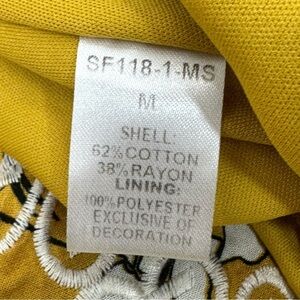 SF118-1-MS
M
SHELL:
62%COTTON
38%RAYON
LINING:
100%POLYESTER
EXCLUSIVE OF
DECORATION